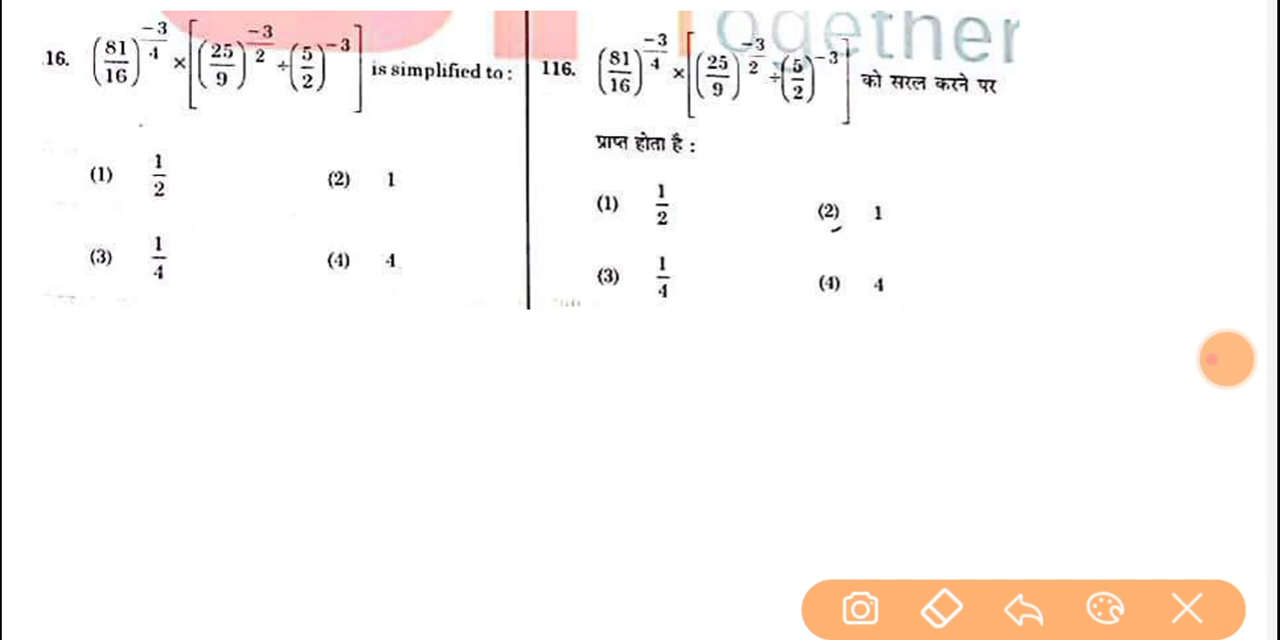 16. (81/16)^(-3/4) × [(25/9)^(-3/2) ÷ (5/2)^(-3)] is simplified to :
(1) 1/2 (2) 1
(3) 1/4 (4) 4
ogether
116. (81/16)^(-3/4) × [(25/9)^(-3/2) ÷ (5/2)^(-3)] को सरल करने पर
प्राप्त होता है :
(1) 1/2 (2) 1
(3) 1/4 (4) 4